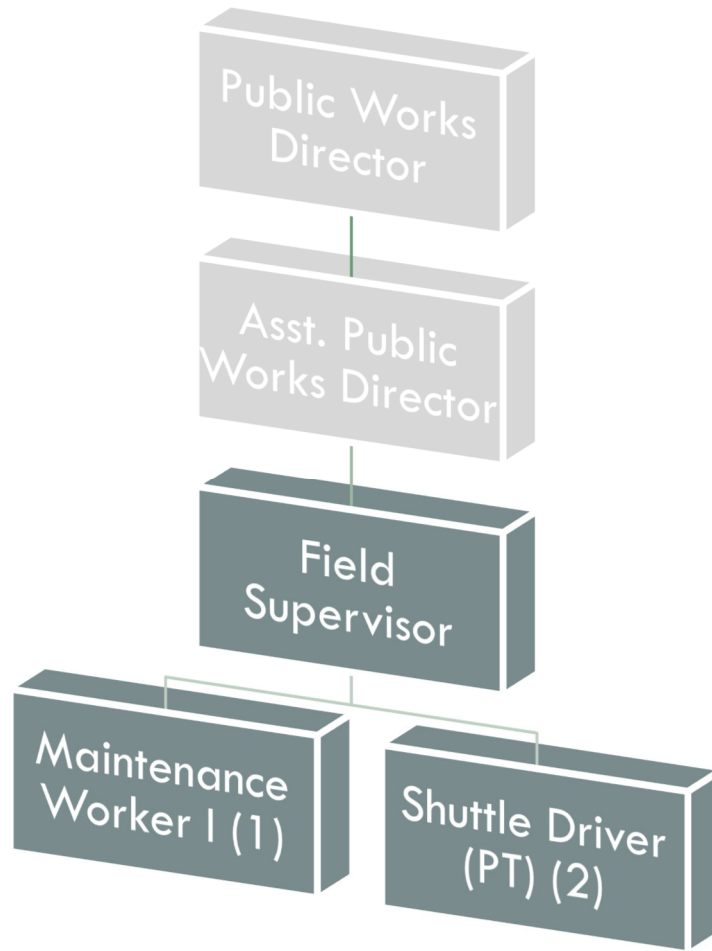 Public Works
Director
Asst. Public
Works Director
Field
Supervisor
Maintenance
Worker I (1)
Shuttle Driver
(PT) (2)